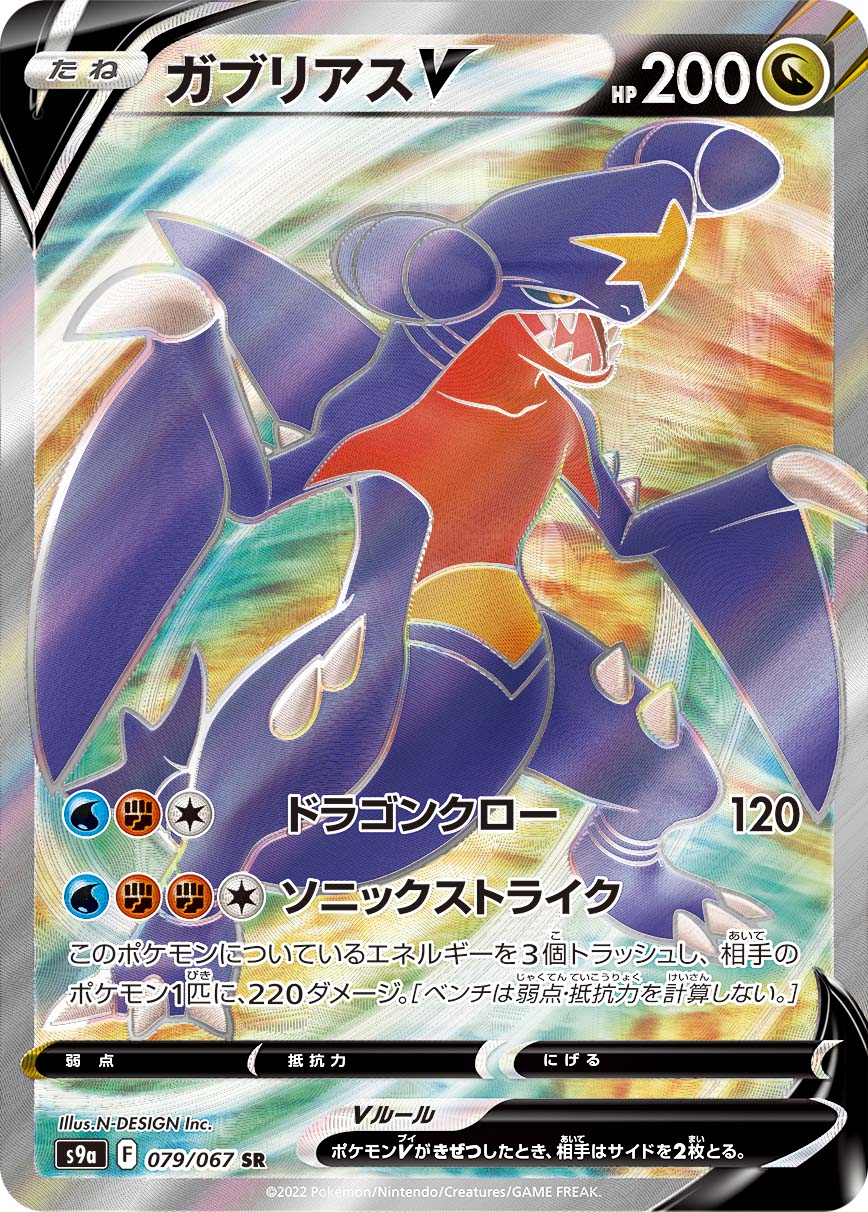 たね ガブリアスV HP 200
ドラゴンクロー 120
ソニックストライク
このポケモンについているエネルギーを3個トラッシュし、相手の
ポケモン1匹に、220ダメージ。[ベンチは弱点・抵抗力を計算しない。]
弱点 抵抗力 にげる
Illus.N-DESIGN Inc.
Vルール
ポケモンVがきぜつしたとき、相手はサイドを2枚とる。
s9a F 079/067 SR
©2022 Pokémon/Nintendo/Creatures/GAME FREAK.